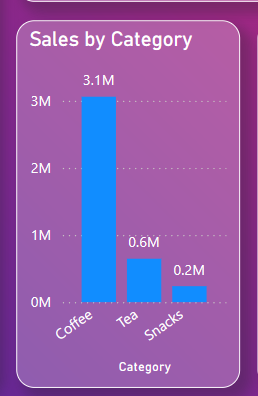 Sales by Category
3.1M
3M
2M
1M
0.6M
0.2M
0M
Coffee
Tea
Snacks
Category